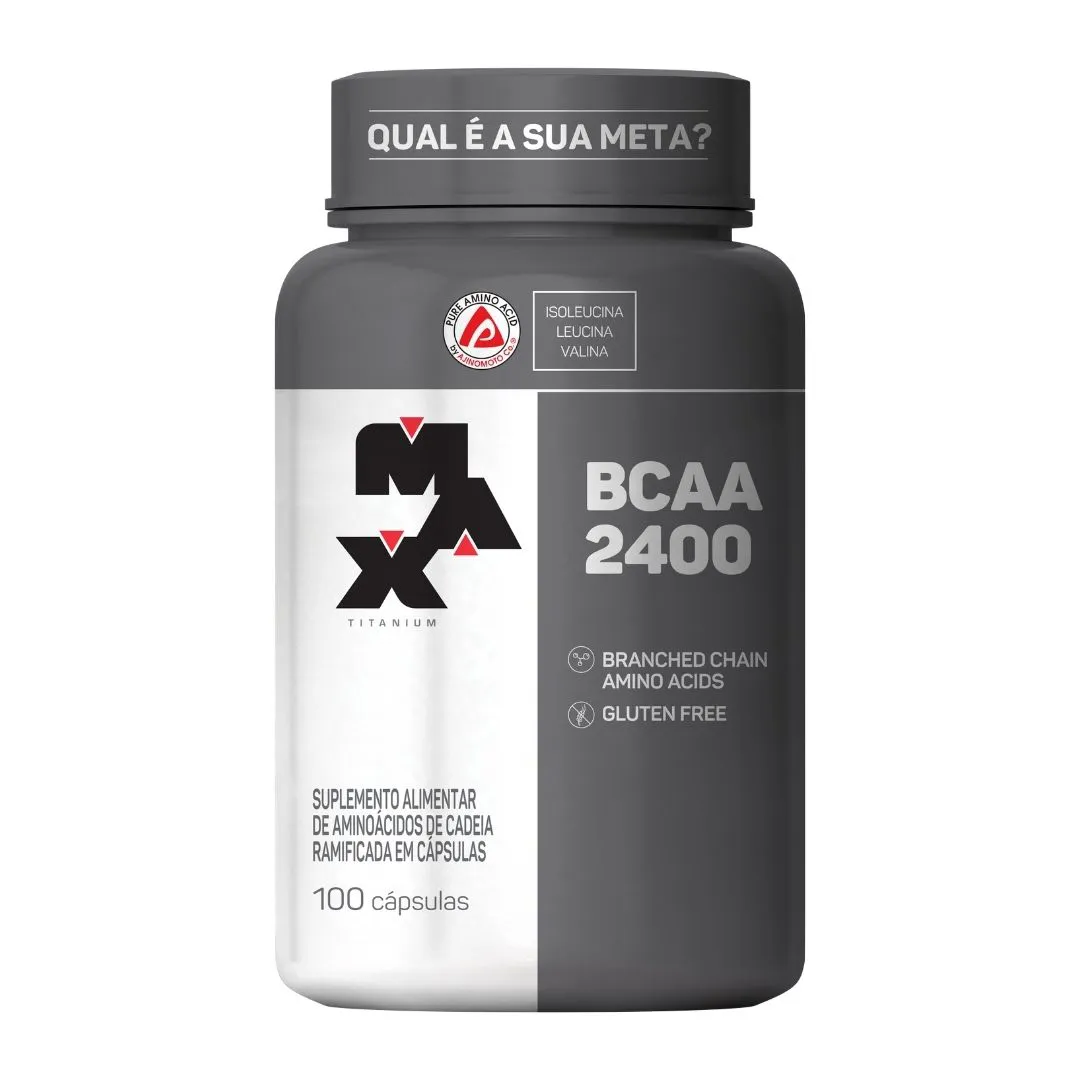 QUAL É A SUA META?
PURE AMINO ACID
by AJINOMOTO Co.®
ISOLEUCINA
LEUCINA
VALINA
MAX
TITANIUM
BCAA
2400
BRANCHED CHAIN
AMINO ACIDS
GLUTEN FREE
SUPLEMENTO ALIMENTAR
DE AMINOÁCIDOS DE CADEIA
RAMIFICADA EM CÁPSULAS
100 cápsulas